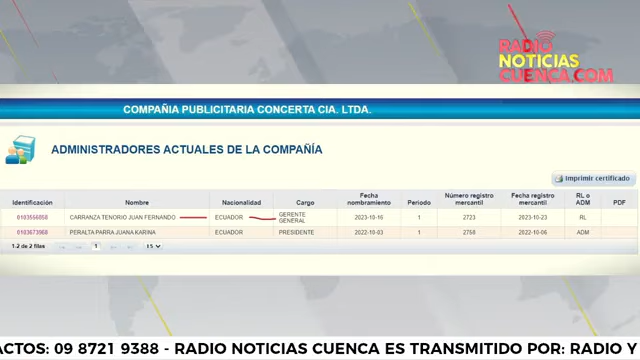 RADIO
NOTICIAS
CUENCA.COM
COMPAÑIA PUBLICITARIA CONCERTA CIA. LTDA.
ADMINISTRADORES ACTUALES DE LA COMPAÑÍA
Imprimir certificado
Identificación Nombre Nacionalidad Cargo Fecha nombramiento Periodo Número registro mercantil Fecha registro mercantil RL o ADM PDF
0103556058 CARRANZA TENORIO JUAN FERNANDO ECUADOR GERENTE GENERAL 2023-10-16 1 2723 2023-10-23 RL
0103673968 PERALTA PARRA JUANA KARINA ECUADOR PRESIDENTE 2022-10-03 1 2750 2022-10-06 ADM
1-2 de 2 filas 1 15
ACTOS: 09 8721 9388 - RADIO NOTICIAS CUENCA ES TRANSMITIDO POR: RADIO Y